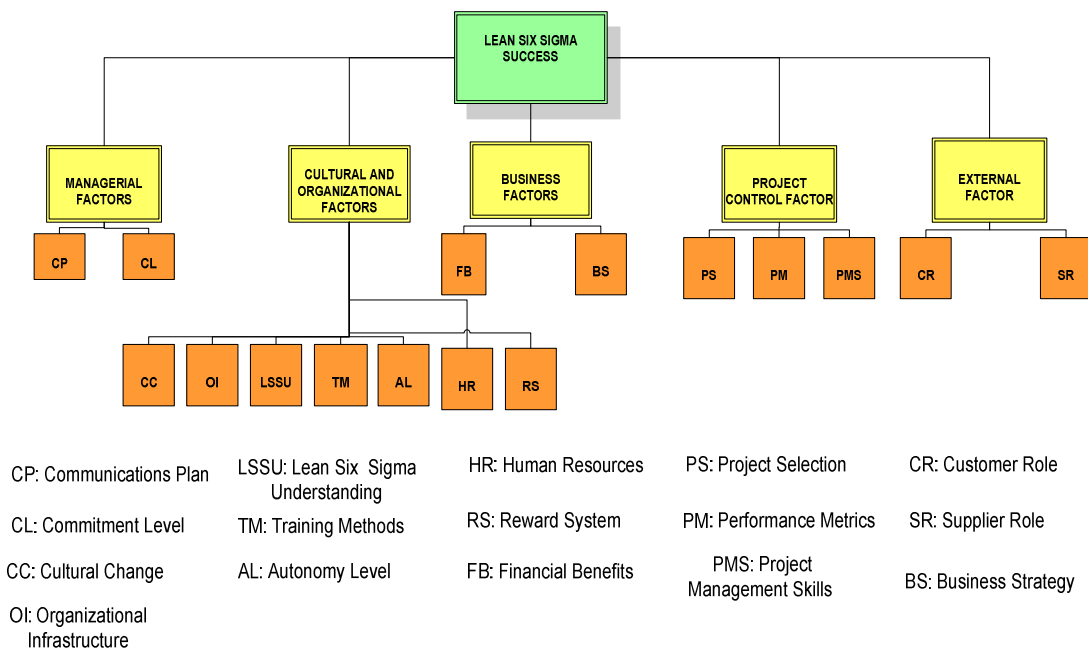 LEAN SIX SIGMA
SUCCESS
MANAGERIAL
FACTORS
CULTURAL AND
ORGANIZATIONAL
FACTORS
BUSINESS
FACTORS
PROJECT
CONTROL FACTOR
EXTERNAL
FACTOR
CP
CL
FB
BS
PS
PM
PMS
CR
SR
CC
OI
LSSU
TM
AL
HR
RS
CP: Communications Plan
CL: Commitment Level
CC: Cultural Change
OI: Organizational
Infrastructure
LSSU: Lean Six Sigma
Understanding
TM: Training Methods
AL: Autonomy Level
HR: Human Resources
RS: Reward System
FB: Financial Benefits
PS: Project Selection
PM: Performance Metrics
PMS: Project
Management Skills
CR: Customer Role
SR: Supplier Role
BS: Business Strategy